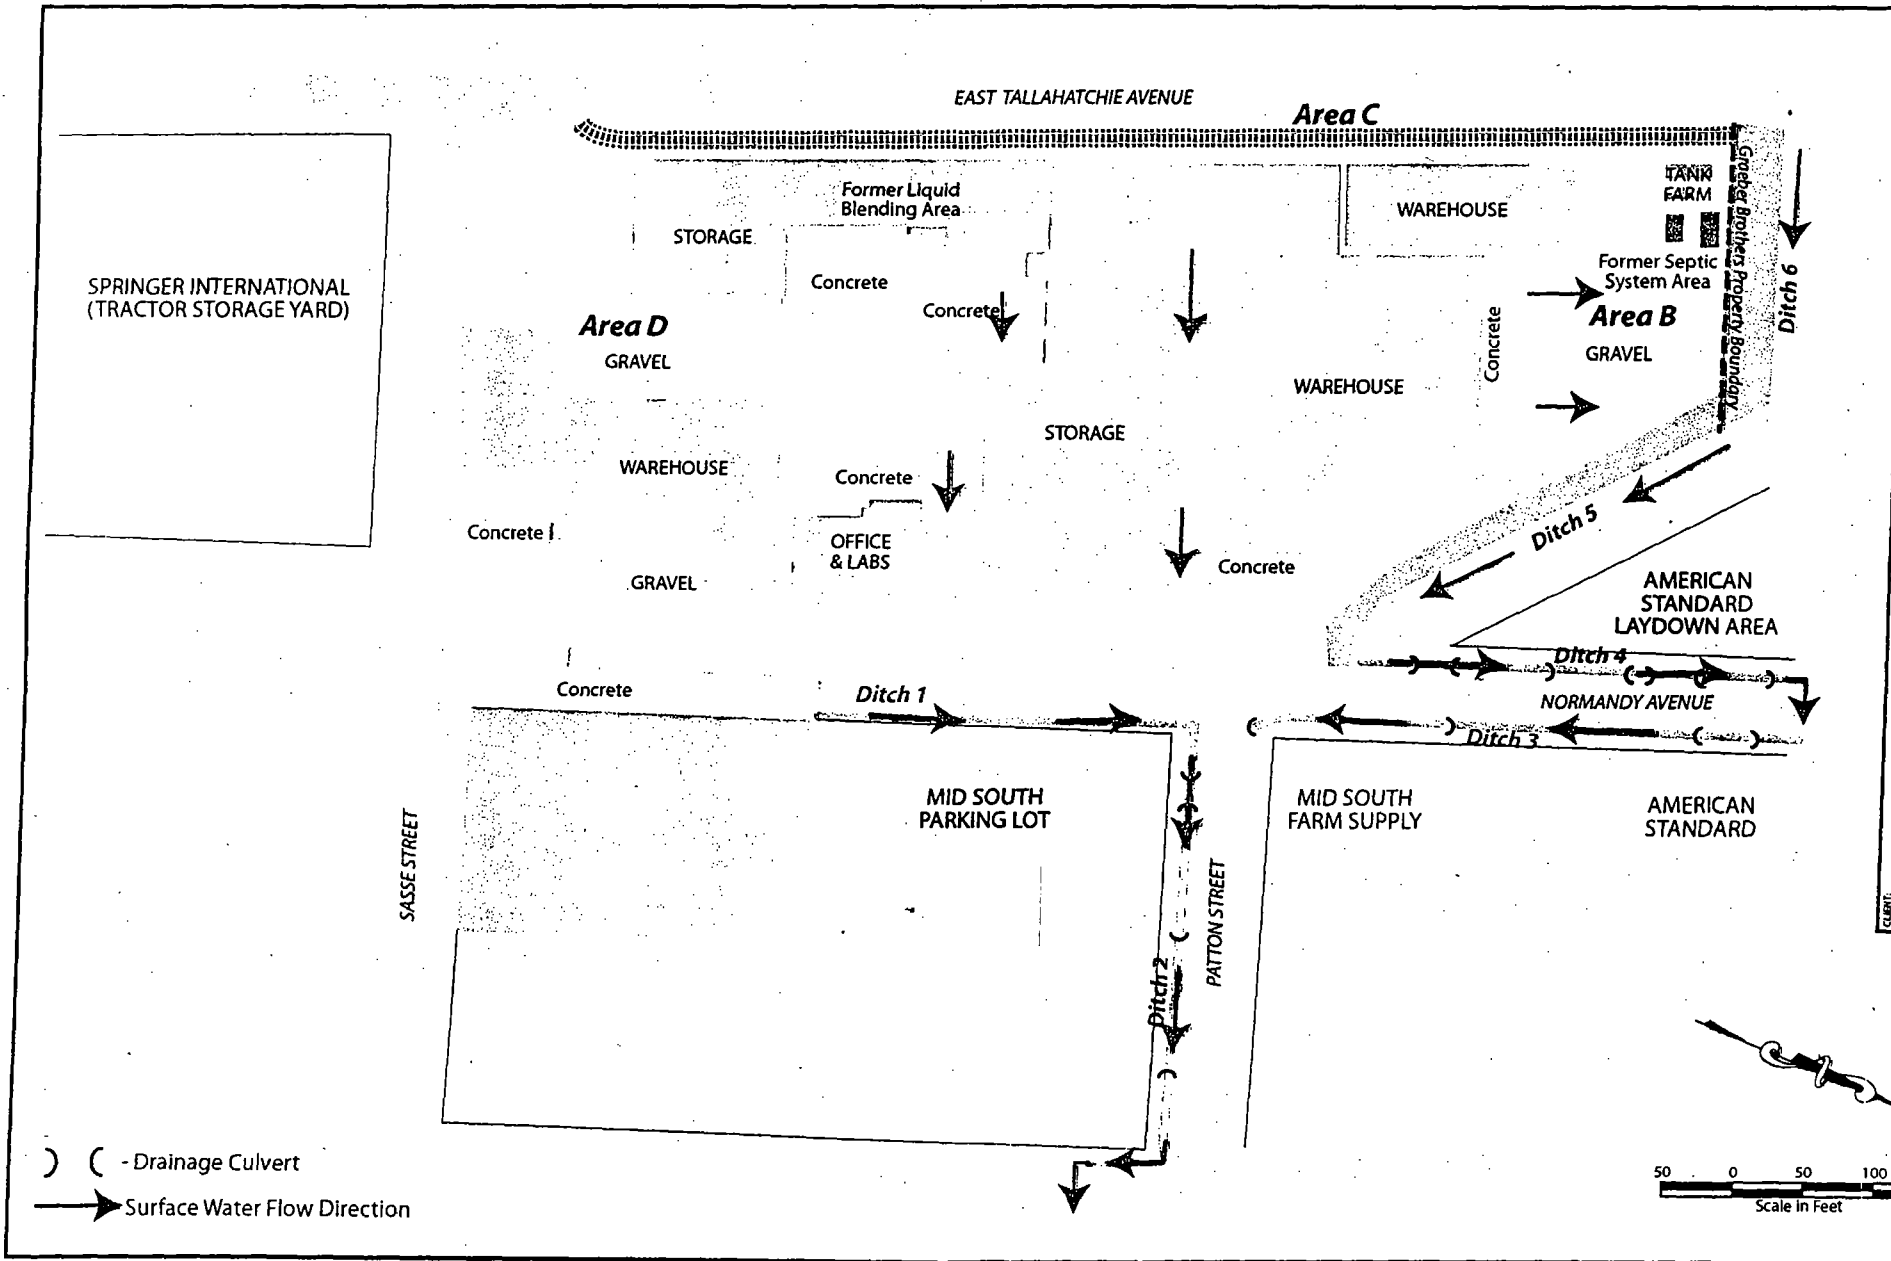 EAST TALLAHATCHIE AVENUE
Area C
Former Liquid
Blending Area
STORAGE
Concrete
Concrete
WAREHOUSE
TANK
FARM
Former Septic
System Area
Area B
GRAVEL
Graeber Brothers Property Boundary
Ditch 6
SPRINGER INTERNATIONAL
(TRACTOR STORAGE YARD)
Area D
GRAVEL
Concrete
WAREHOUSE
STORAGE
WAREHOUSE
Concrete
Concrete
OFFICE
& LABS
GRAVEL
Concrete
Ditch 5
AMERICAN
STANDARD
LAYDOWN AREA
Ditch 4
Concrete
Ditch 1
NORMANDY AVENUE
Ditch 3
MID SOUTH
PARKING LOT
MID SOUTH
FARM SUPPLY
AMERICAN
STANDARD
SASSE STREET
PATTON STREET
Ditch 2
CLIENT:
) ( - Drainage Culvert
Surface Water Flow Direction
50 0 50 100
Scale in Feet